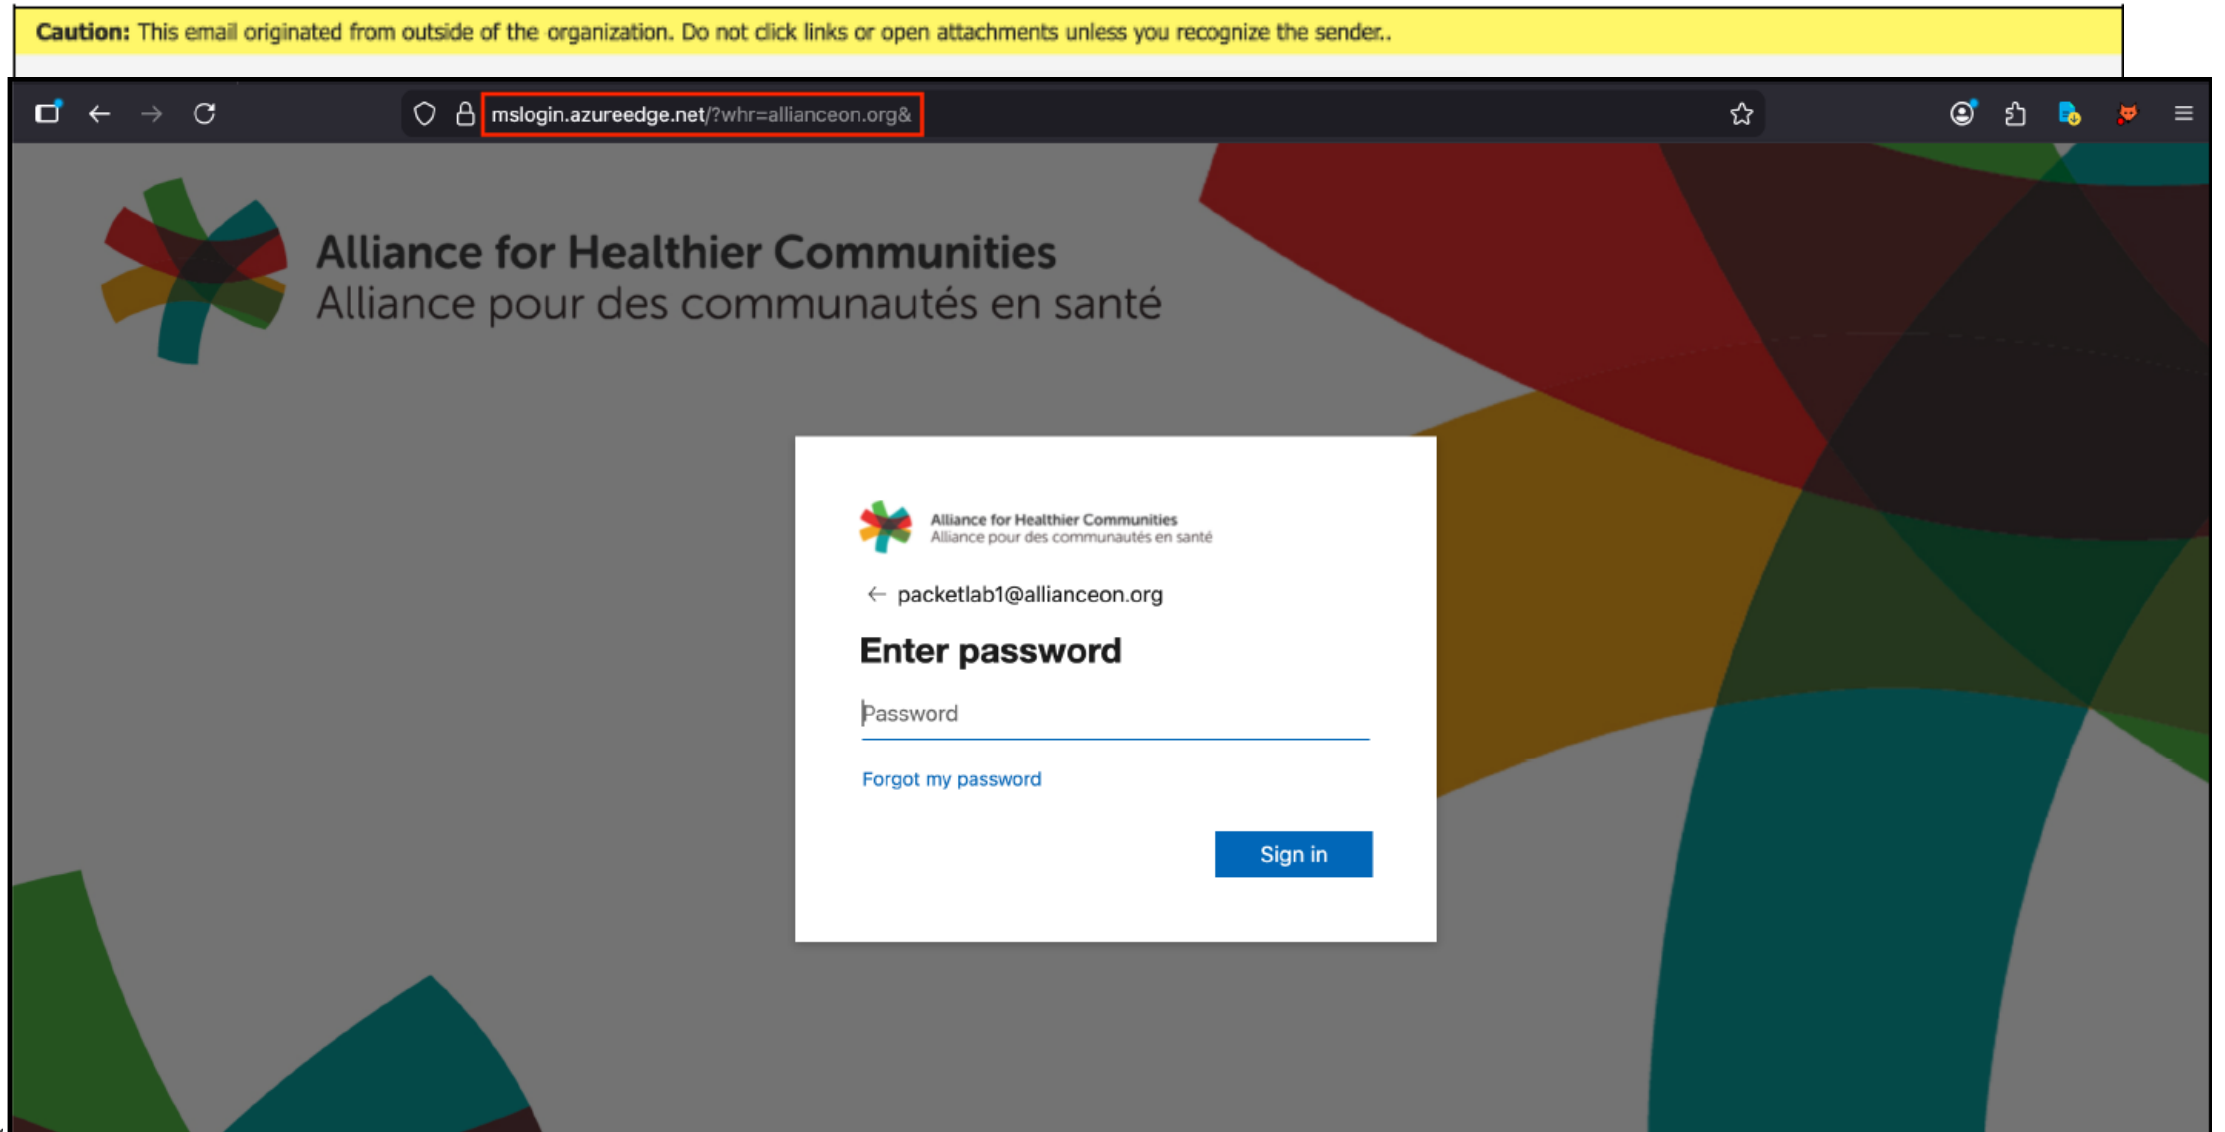 Caution: This email originated from outside of the organization. Do not click links or open attachments unless you recognize the sender..
mslogin.azureedge.net/?whr=allianceon.org&
Alliance for Healthier Communities
Alliance pour des communautés en santé
Alliance for Healthier Communities
Alliance pour des communautés en santé
packetlab1@allianceon.org
Enter password
Password
Forgot my password
Sign in